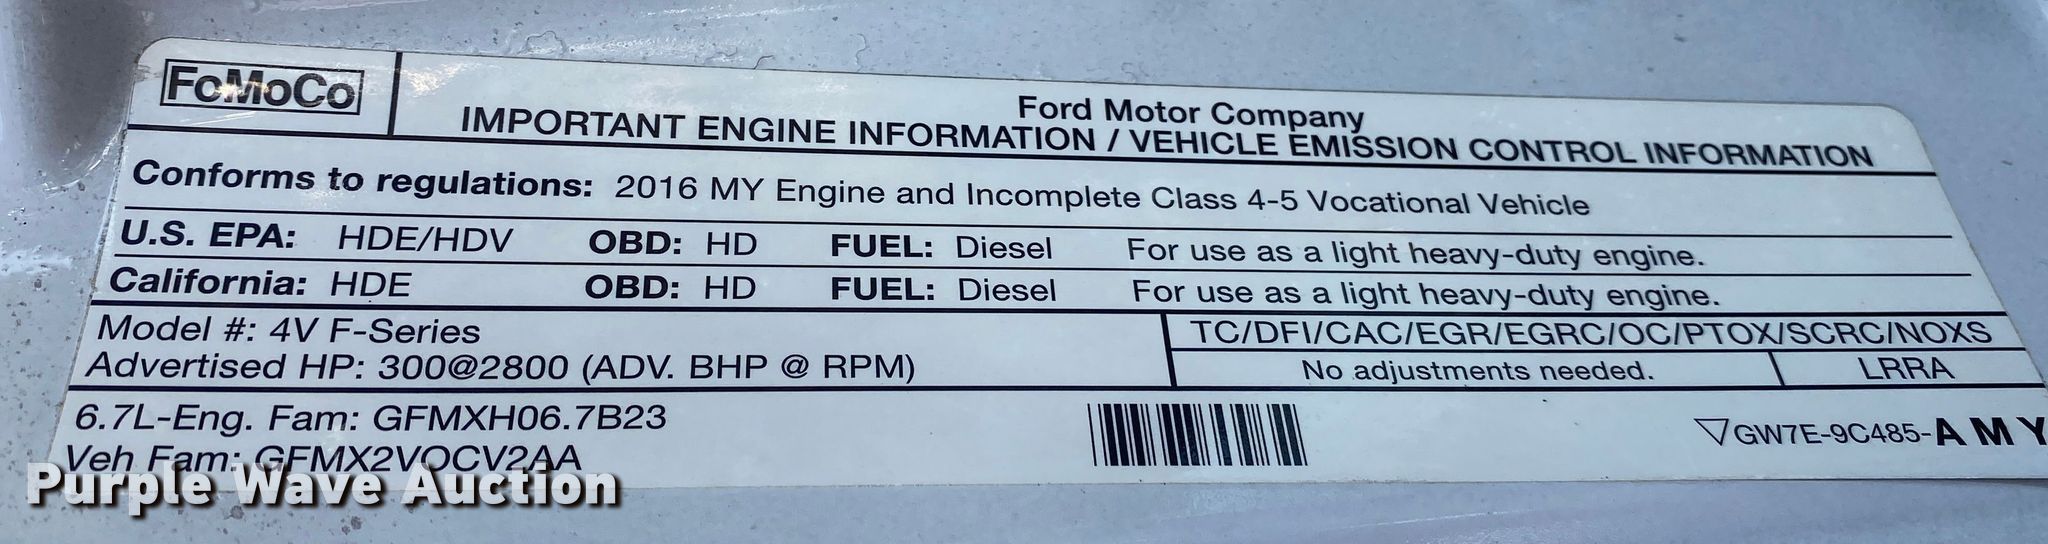 FoMoCo
Ford Motor Company
IMPORTANT ENGINE INFORMATION / VEHICLE EMISSION CONTROL INFORMATION
Conforms to regulations: 2016 MY Engine and Incomplete Class 4-5 Vocational Vehicle
U.S. EPA: HDE/HDV OBD: HD FUEL: Diesel For use as a light heavy-duty engine.
California: HDE OBD: HD FUEL: Diesel For use as a light heavy-duty engine.
Model #: 4V F-Series
Advertised HP: 300@2800 (ADV. BHP @ RPM)
TC/DFI/CAC/EGR/EGRC/OC/PTOX/SCRC/NOXS
No adjustments needed. LRRA
6.7L-Eng. Fam: GFMXH06.7B23
Veh Fam: GFMX2VOCV2AA
GW7E-9C485-AMY
Purple Wave Auction